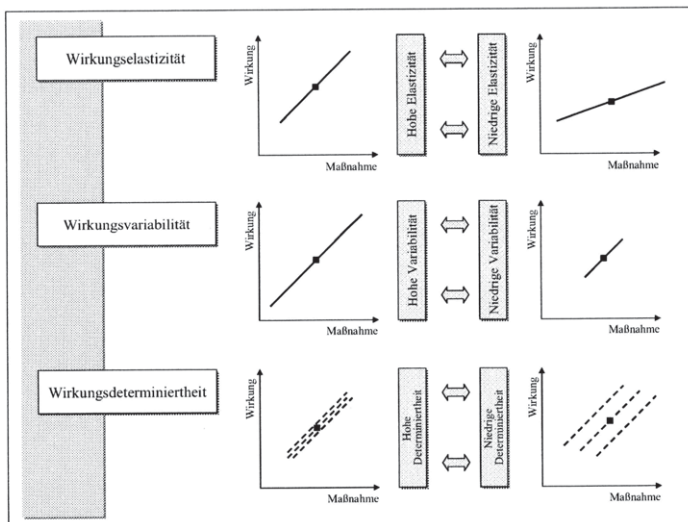 Wirkungselastizität
Wirkung
Maßnahme
Hohe Elastizität
Niedrige Elastizität
Wirkung
Maßnahme
Wirkungsvariabilität
Wirkung
Maßnahme
Hohe Variabilität
Niedrige Variabilität
Wirkung
Maßnahme
Wirkungsdeterminiertheit
Wirkung
Maßnahme
Hohe
Determiniertheit
Niedrige
Determiniertheit
Wirkung
Maßnahme